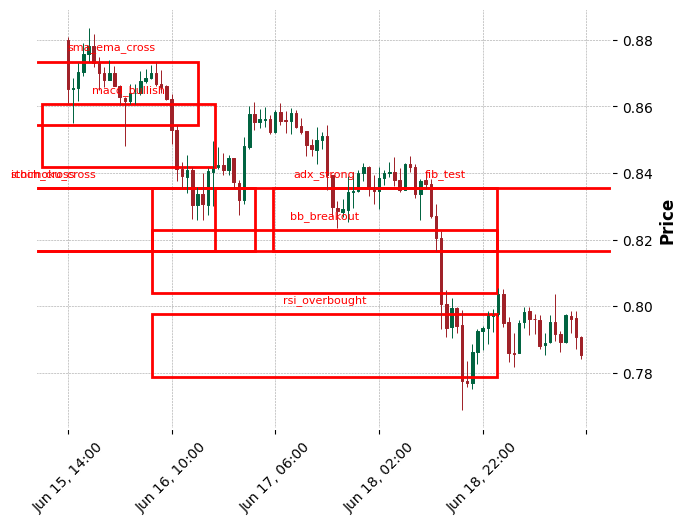 0.88
sma_ema_cross
macd_bullish
0.86
adx_strong
fib_test
0.84
bb_breakout
0.82
rsi_overbought
0.80
0.78
Price
Jun 15, 14:00
Jun 16, 10:00
Jun 17, 06:00
Jun 18, 02:00
Jun 18, 22:00